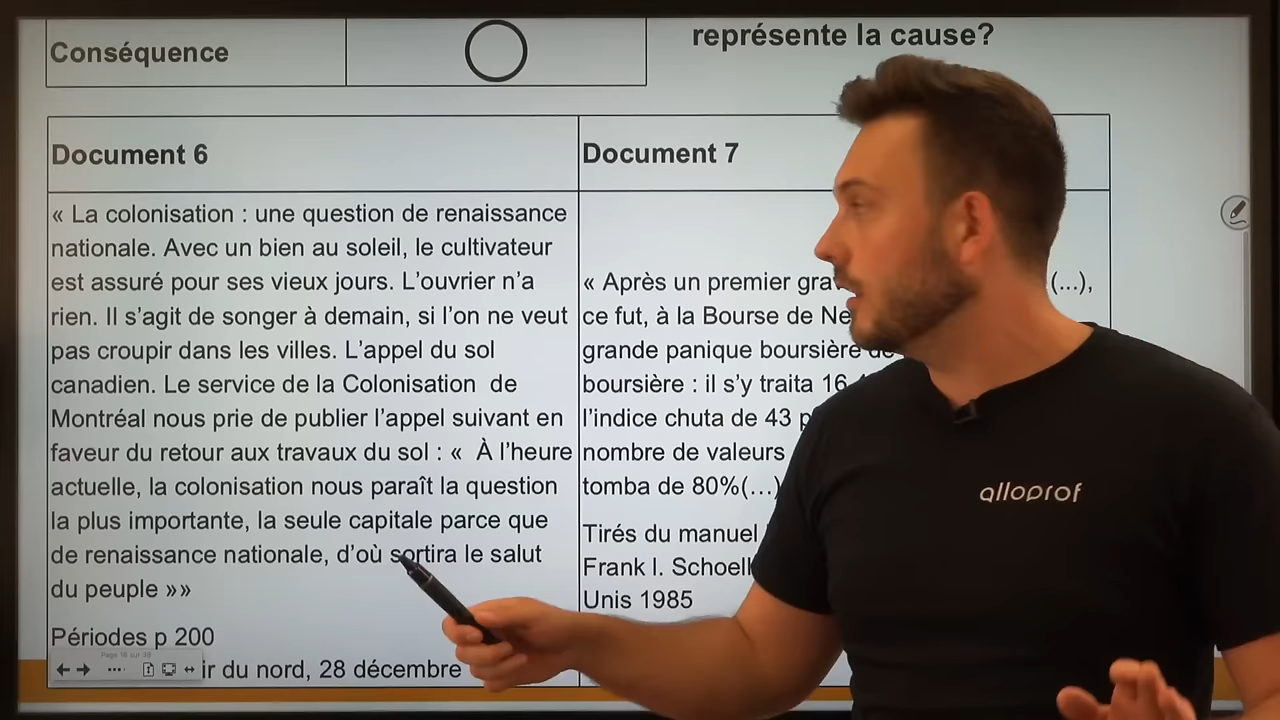 Conséquence
représente la cause?
Document 6
Document 7
« La colonisation : une question de renaissance
nationale. Avec un bien au soleil, le cultivateur
est assuré pour ses vieux jours. L'ouvrier n'a
rien. Il s'agit de songer à demain, si l'on ne veut
pas croupir dans les villes. L'appel du sol
canadien. Le service de la Colonisation de
Montréal nous prie de publier l'appel suivant en
faveur du retour aux travaux du sol : « À l'heure
actuelle, la colonisation nous paraît la question
la plus importante, la seule capitale parce que
de renaissance nationale, d'où sortira le salut
du peuple »»
Périodes p 200
Page 18 sur 38
ir du nord, 28 décembre
« Après un premier (...),
ce fut, à la Bourse de
grande panique boursière
boursière : il s'y traita 16
l'indice chuta de 43
nombre de valeurs
tomba de 80%(...)
Tirés du manuel
Frank l. Schoell
Unis 1985
alloprof